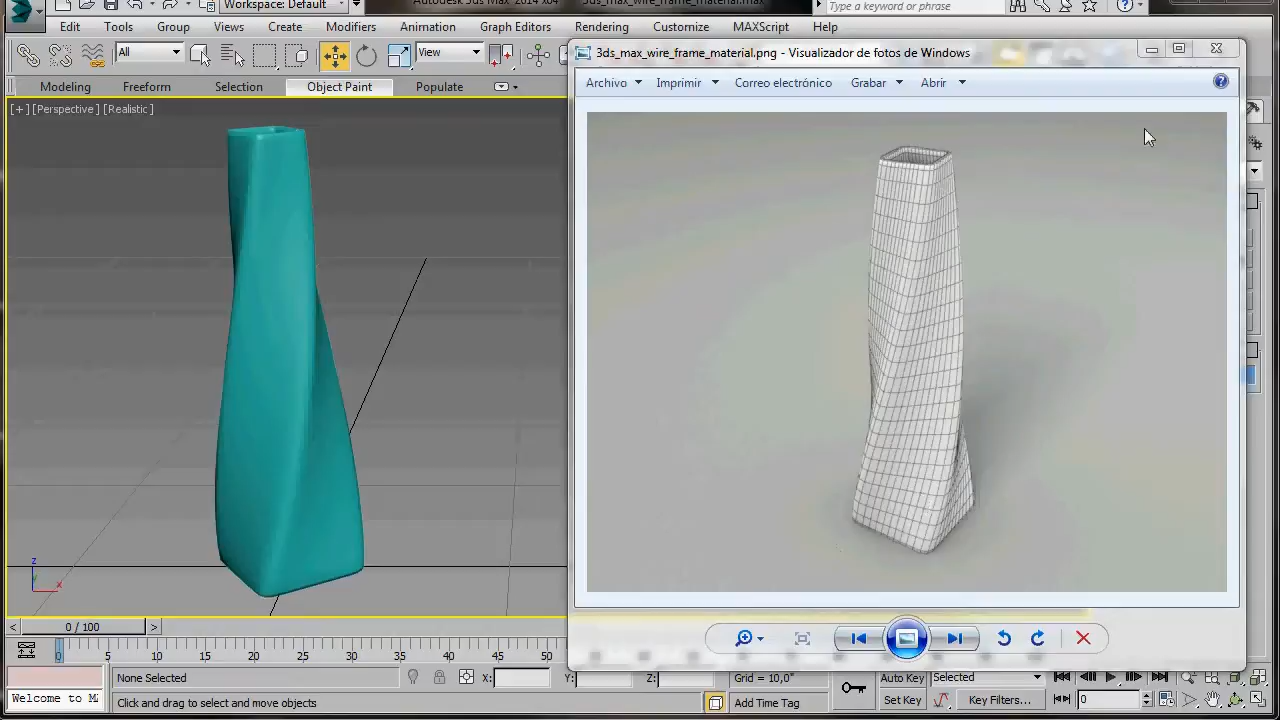 Workspace: Default
Autodesk 3ds Max 2014 x64 3ds_max_wire_frame_material.max
Type a keyword or phrase
Edit Tools Group Views Create Modifiers Animation Graph Editors Rendering Customize MAXScript Help
All
View
3ds_max_wire_frame_material.png - Visualizador de fotos de Windows
Archivo Imprimir Correo electrónico Grabar Abrir
Modeling Freeform Selection Object Paint Populate
[+] [Perspective] [Realistic]
z
y
x
< 0 / 100 >
0 5 10 15 20 25 30 35 40 45 50
None Selected X: Y: Z: Grid = 10,0" Auto Key Selected
Welcome to M Click and drag to select and move objects Add Time Tag Set Key Key Filters... 0